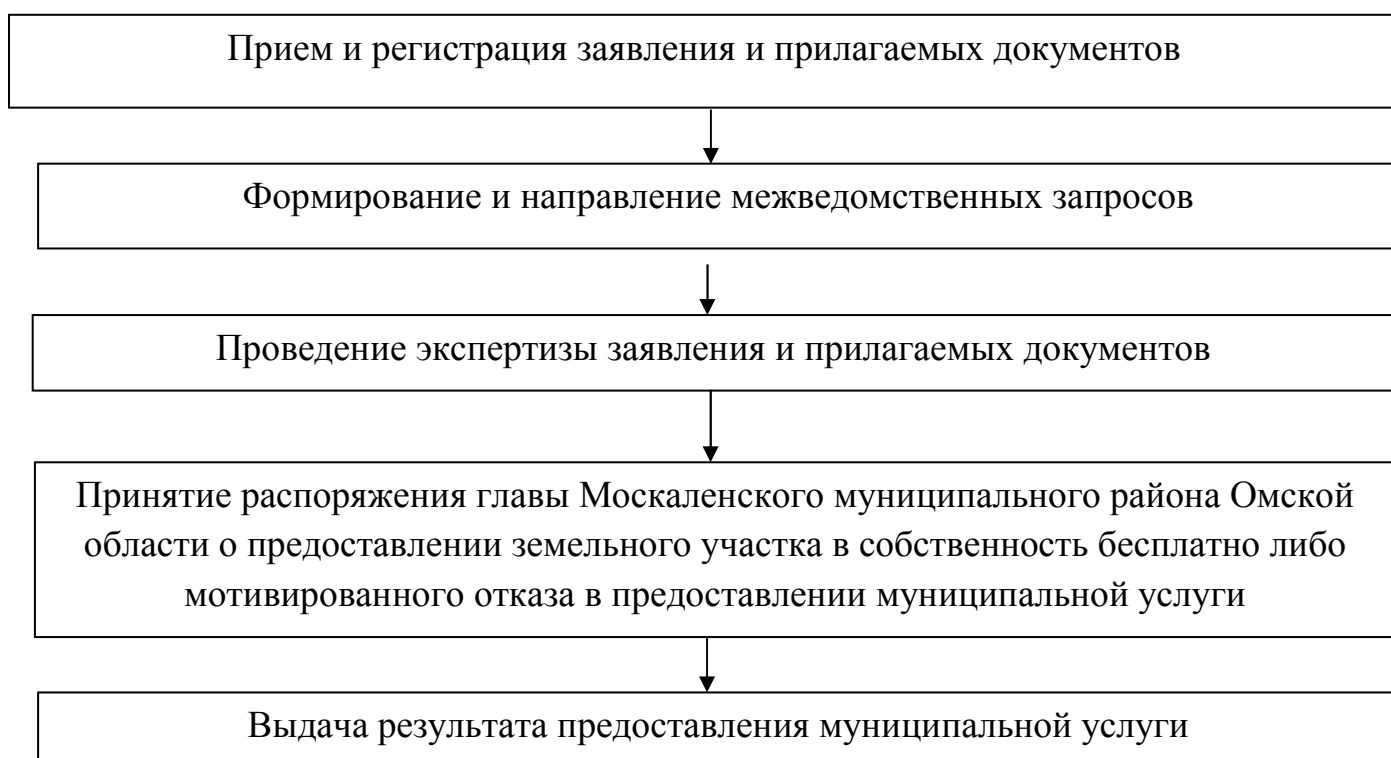 Прием и регистрация заявления и прилагаемых документов
Формирование и направление межведомственных запросов
Проведение экспертизы заявления и прилагаемых документов
Принятие распоряжения главы Москаленского муниципального района Омской
области о предоставлении земельного участка в собственность бесплатно либо
мотивированного отказа в предоставлении муниципальной услуги
Выдача результата предоставления муниципальной услуги